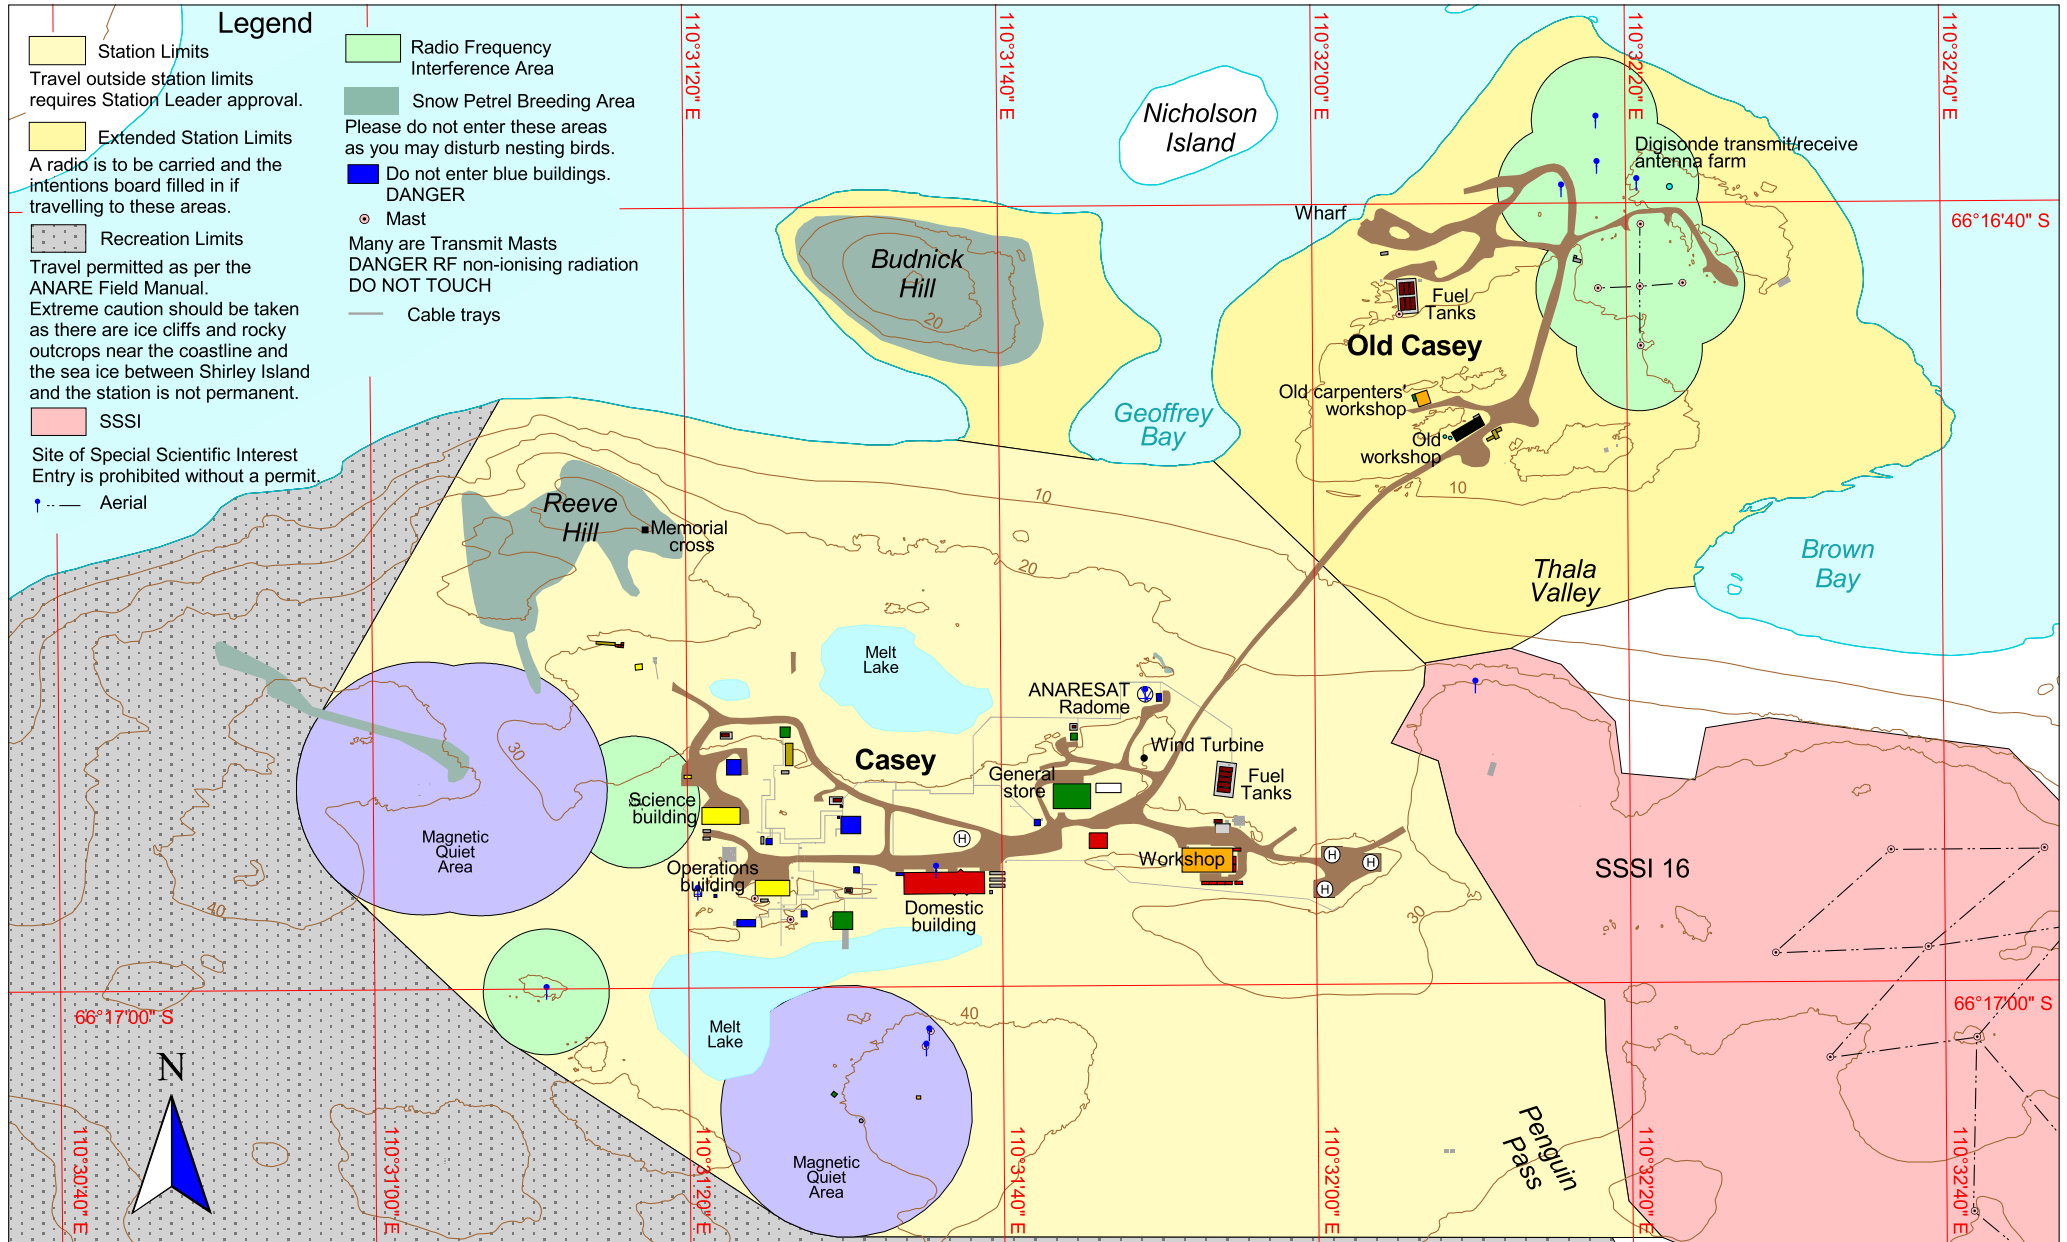 Legend
Station Limits
Travel outside station limits
requires Station Leader approval.
Extended Station Limits
A radio is to be carried and the
intentions board filled in if
travelling to these areas.
Recreation Limits
Travel permitted as per the
ANARE Field Manual.
Extreme caution should be taken
as there are ice cliffs and rocky
outcrops near the coastline and
the sea ice between Shirley Island
and the station is not permanent.
SSSI
Site of Special Scientific Interest
Entry is prohibited without a permit.
Aerial
Radio Frequency
Interference Area
Snow Petrel Breeding Area
Please do not enter these areas
as you may disturb nesting birds.
Do not enter blue buildings.
DANGER
Mast
Many are Transmit Masts
DANGER RF non-ionising radiation
DO NOT TOUCH
Cable trays
110°31'20" E
110°31'40" E
110°32'00" E
110°32'20" E
110°32'40" E
Nicholson
Island
Digisonde transmit/receive
antenna farm
Wharf
66°16'40" S
Budnick
Hill
20
Fuel
Tanks
Old Casey
Old carpenters'
workshop
Geoffrey
Bay
Old
workshop
10
10
Reeve
Hill
Memorial
cross
20
Thala
Valley
Brown
Bay
Melt
Lake
ANARESAT
Radome
30
Casey
Wind Turbine
General
store
Fuel
Tanks
Science
building
Magnetic
Quiet
Area
H
Operations
building
Workshop
H
H
H
SSSI 16
40
Domestic
building
30
66°17'00" S
66°17'00" S
40
Melt
Lake
N
Magnetic
Quiet
Area
Penguin
Pass
110°30'40" E
110°31'00" E
110°31'20" E
110°31'40" E
110°32'00" E
110°32'20" E
110°32'40" E